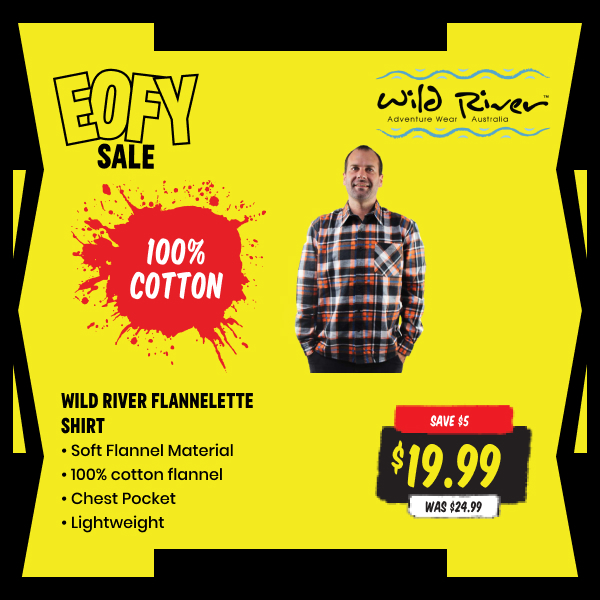 EOFY
SALE
Wild River™
Adventure Wear Australia
100%
COTTON
WILD RIVER FLANNELETTE
SHIRT
• Soft Flannel Material
• 100% cotton flannel
• Chest Pocket
• Lightweight
SAVE $5
$19.99
WAS $24.99